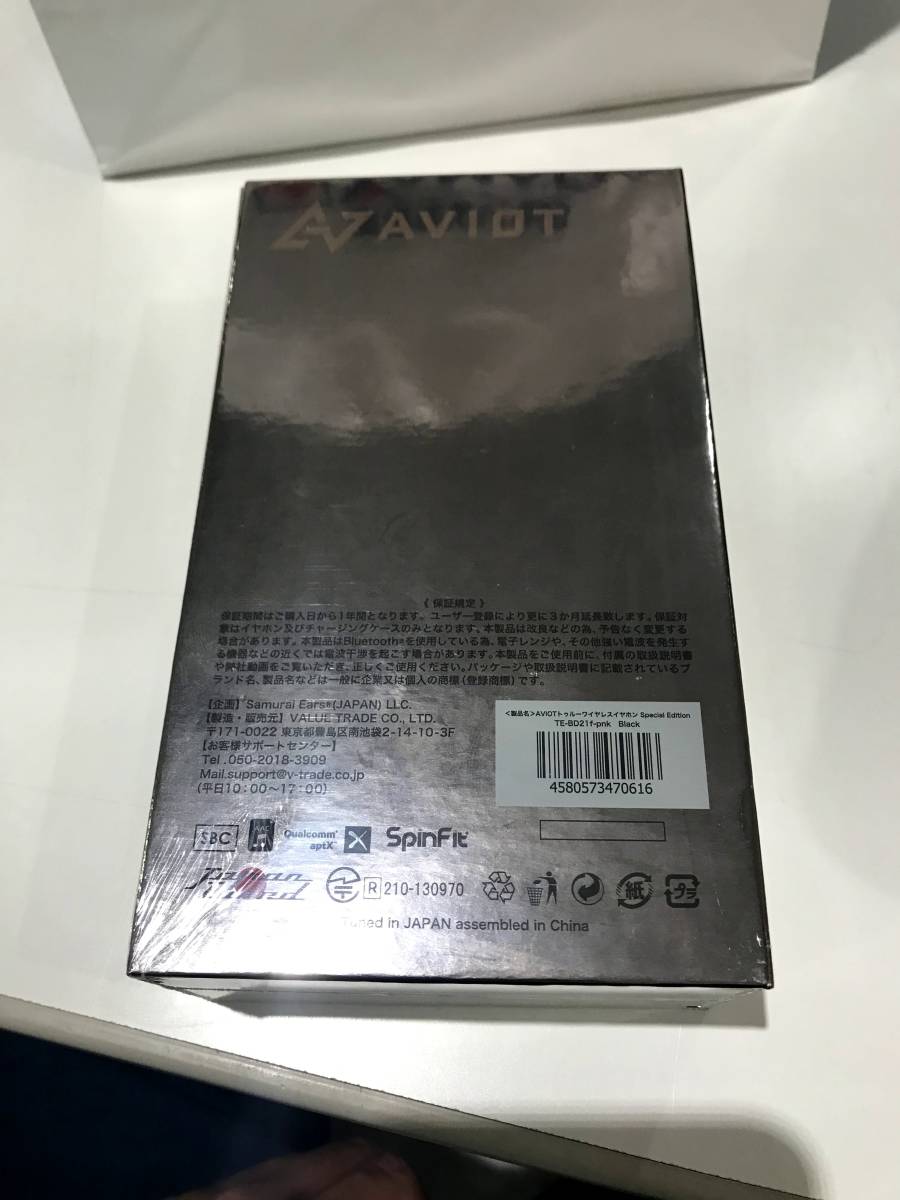 AVIOT
《保証規定》
保証期間はご購入日から1年間となります。ユーザー登録により更に3か月延長致します。保証対
象はイヤホン及びチャージングケースのみとなります。本製品は改良などの為、予告なく変更する
場合があります。本製品はBluetooth®を使用している為、電子レンジや、その他強い電波を発生す
る機器などの近くでは電波干渉を起こす場合があります。本製品をご使用前に、付属の取扱説明書
や弊社動画をご覧いただき、正しくご使用ください。パッケージや取扱説明書に記載されているブ
ランド名、製品名などは一般に企業又は個人の商標(登録商標)です。
【企画】Samurai Ears®(JAPAN) LLC.
【製造・販売元】VALUE TRADE CO., LTD.
〒171-0022 東京都豊島区南池袋2-14-10-3F
【お客様サポートセンター】
Tel.050-2018-3909
Mail.support@v-trade.co.jp
(平日10:00〜17:00)
<製品名>AVIOTトゥルーワイヤレスイヤホン Special Edition
TE-BD21f-pnk Black
4580573470616
SBC
Qualcomm®
aptX™
SpinFit®
R 210-130970
紙
プラ
Tuned in JAPAN assembled in China